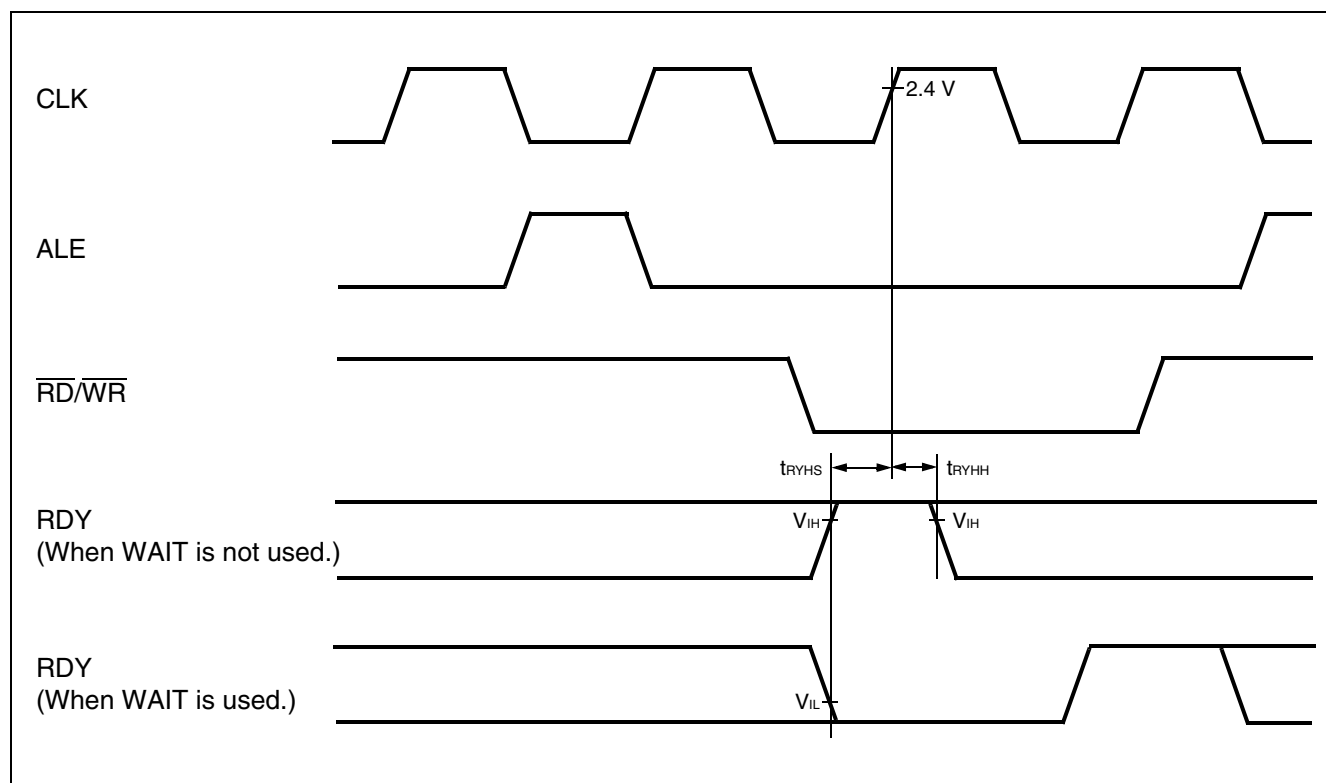 CLK
2.4 V
ALE
RD/WR
tRYHS
tRYHH
RDY
(When WAIT is not used.)
VIH
VIH
RDY
(When WAIT is used.)
VIL